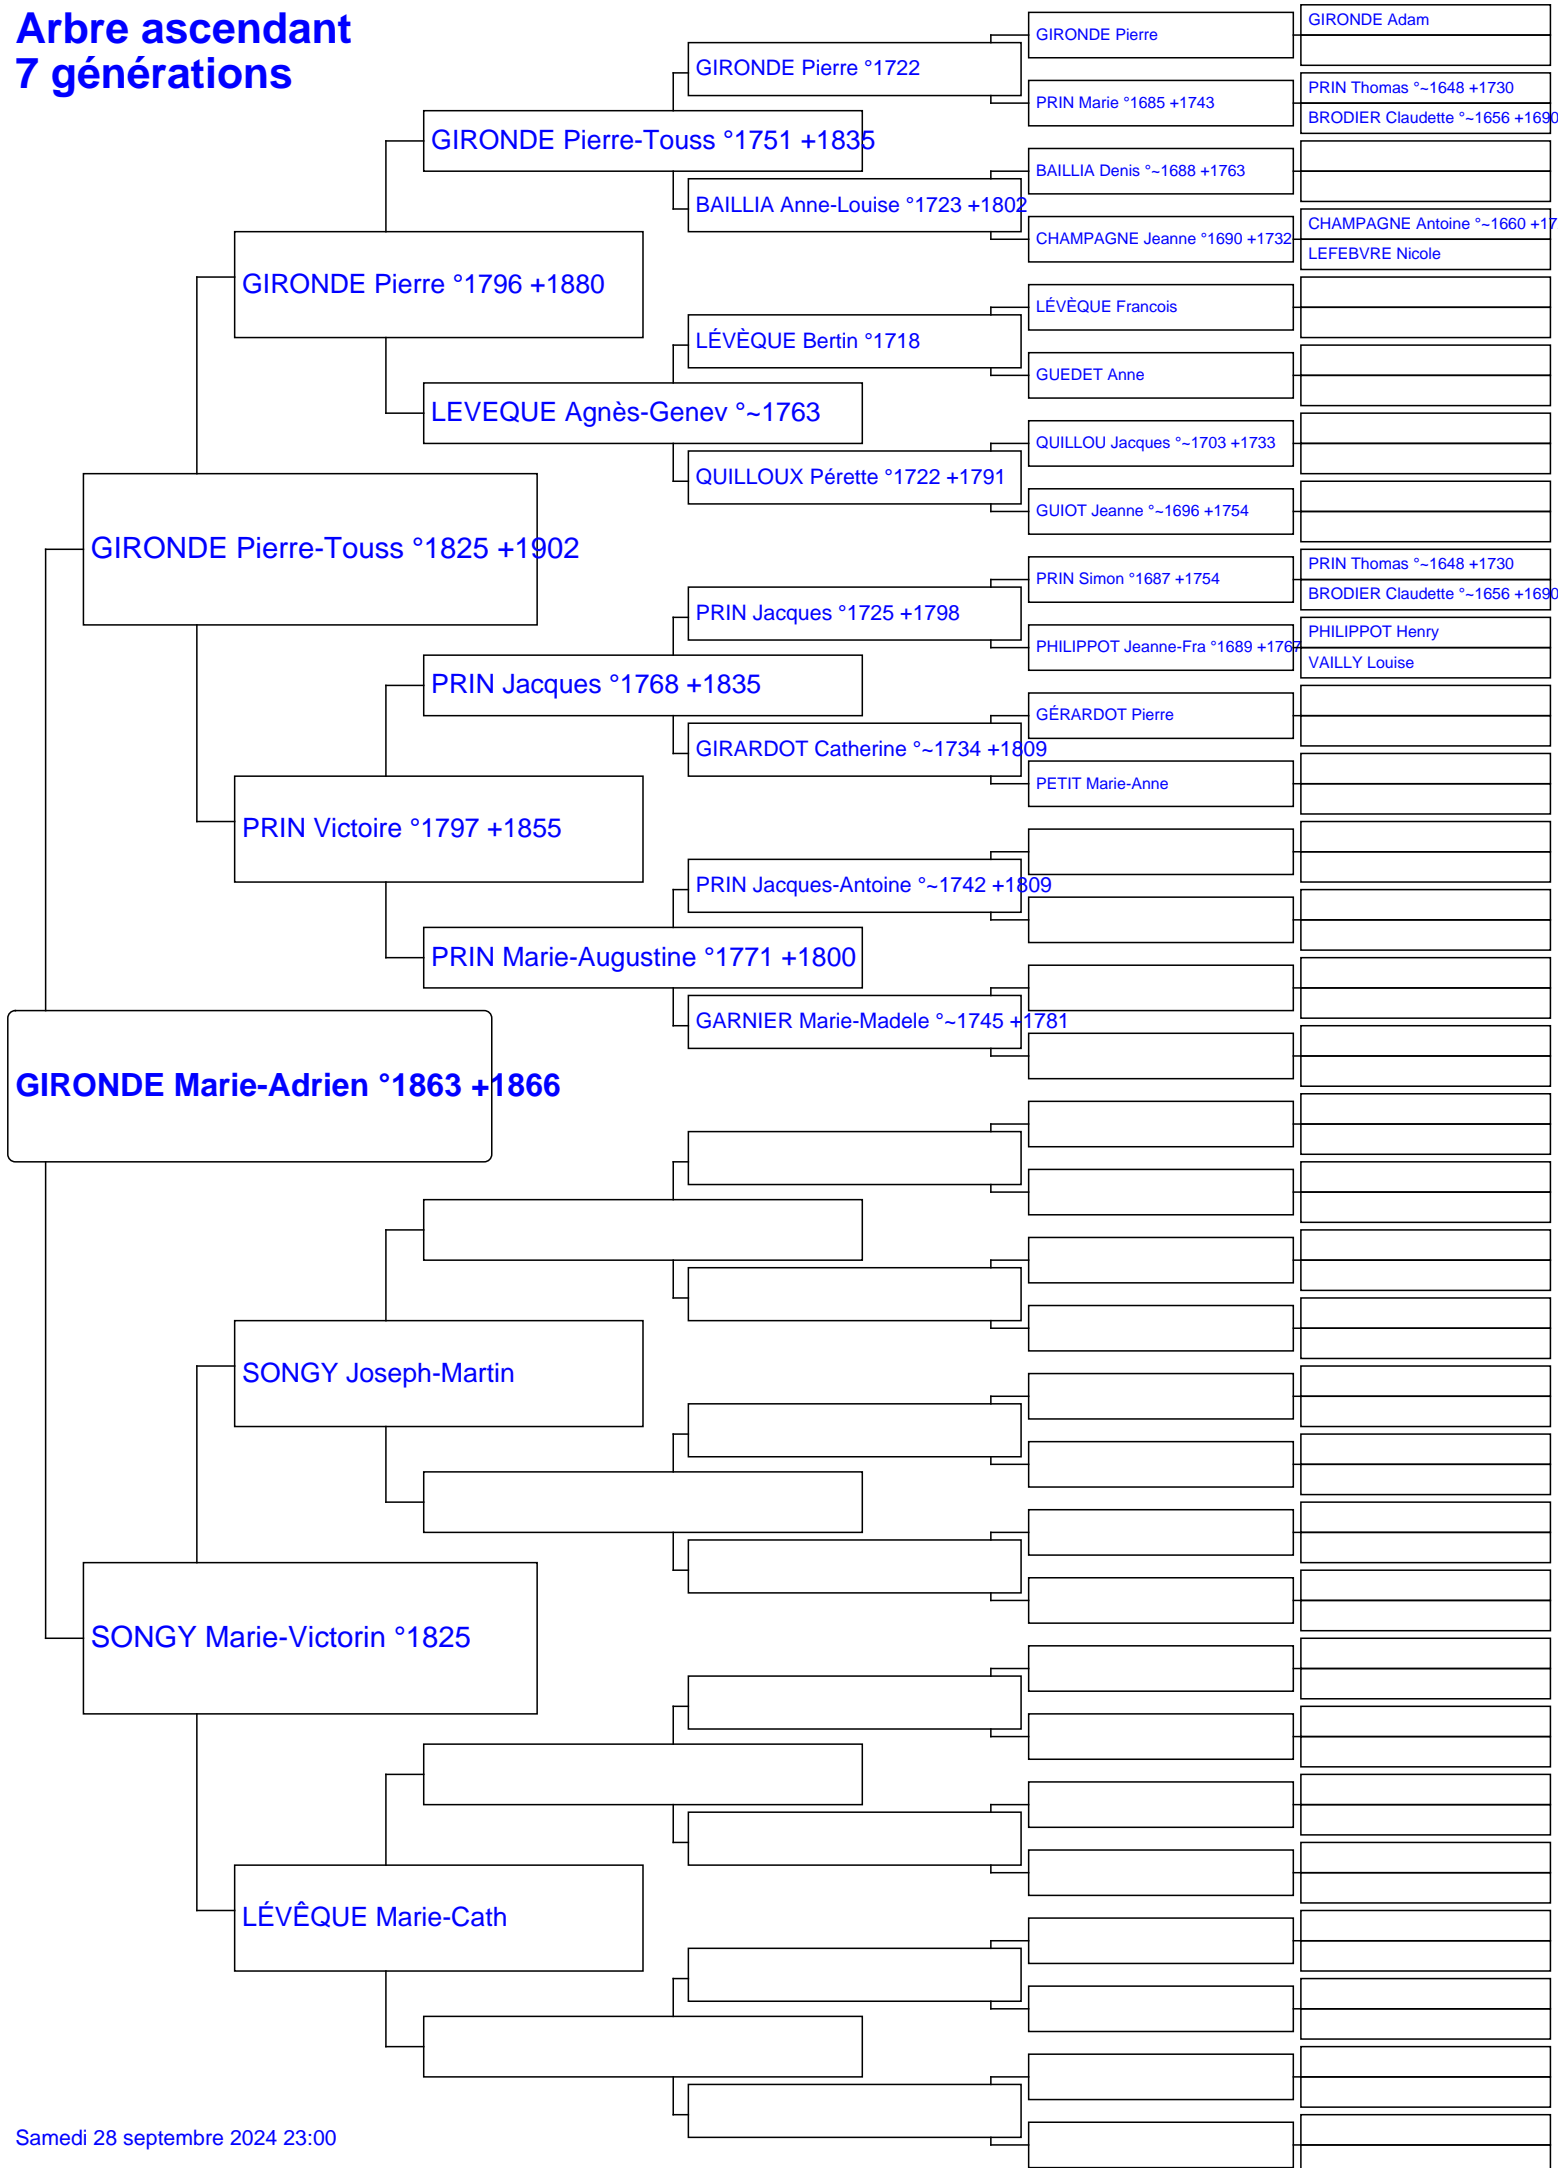 Arbre ascendant
7 générations
GIRONDE Marie-Adrien °1863 +1866
GIRONDE Pierre-Touss °1825 +1902
SONGY Marie-Victorin °1825
GIRONDE Pierre °1796 +1880
PRIN Victoire °1797 +1855
SONGY Joseph-Martin
LÉVÊQUE Marie-Cath
GIRONDE Pierre-Touss °1751 +1835
LEVEQUE Agnès-Genev °~1763
PRIN Jacques °1768 +1835
PRIN Marie-Augustine °1771 +1800
GIRONDE Pierre °1722
BAILLIA Anne-Louise °1723 +1802
LÉVÈQUE Bertin °1718
QUILLOUX Pérette °1722 +1791
PRIN Jacques °1725 +1798
GIRARDOT Catherine °~1734 +1809
PRIN Jacques-Antoine °~1742 +1809
GARNIER Marie-Madele °~1745 +1781
GIRONDE Pierre
PRIN Marie °1685 +1743
BAILLIA Denis °~1688 +1763
CHAMPAGNE Jeanne °1690 +1732
LÉVÈQUE Francois
GUEDET Anne
QUILLOU Jacques °~1703 +1733
GUIOT Jeanne °~1696 +1754
PRIN Simon °1687 +1754
PHILIPPOT Jeanne-Fra °1689 +1767
GÉRARDOT Pierre
PETIT Marie-Anne
GIRONDE Adam
PRIN Thomas °~1648 +1730
BRODIER Claudette °~1656 +1690
CHAMPAGNE Antoine °~1660 +17
LEFEBVRE Nicole
PRIN Thomas °~1648 +1730
BRODIER Claudette °~1656 +1690
PHILIPPOT Henry
VAILLY Louise
Samedi 28 septembre 2024 23:00